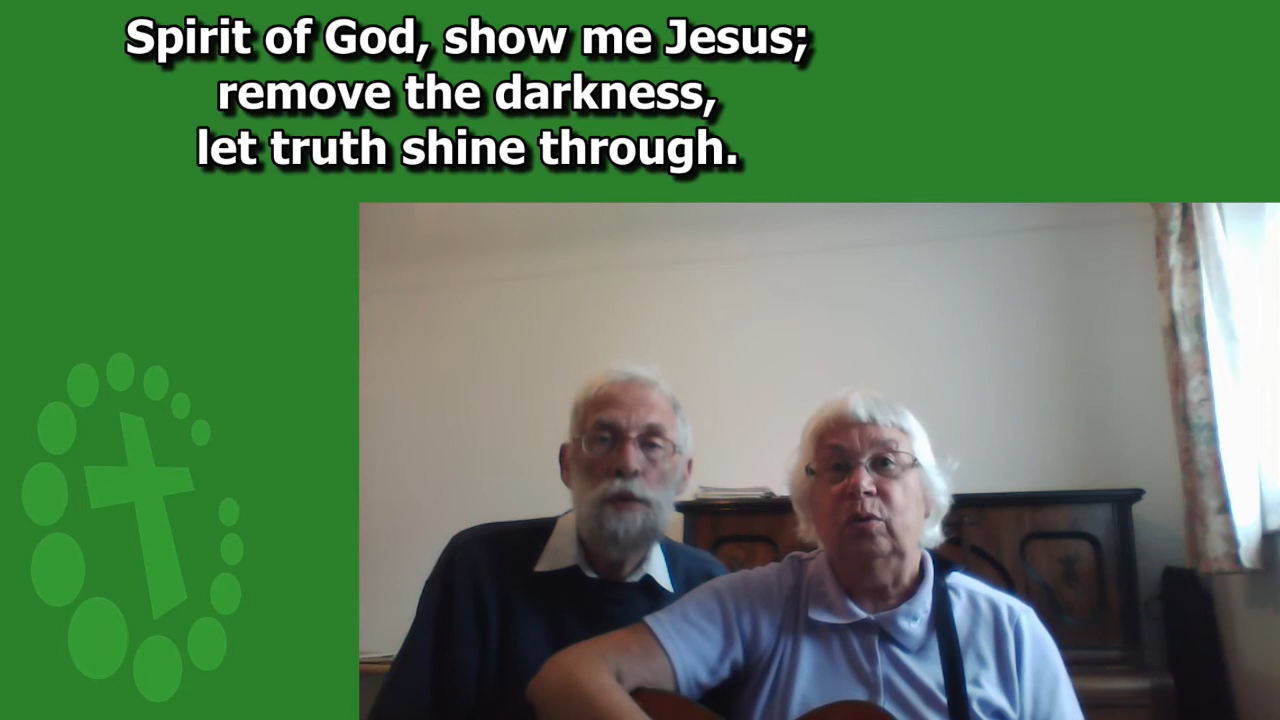 Spirit of God, show me Jesus;
remove the darkness,
let truth shine through.